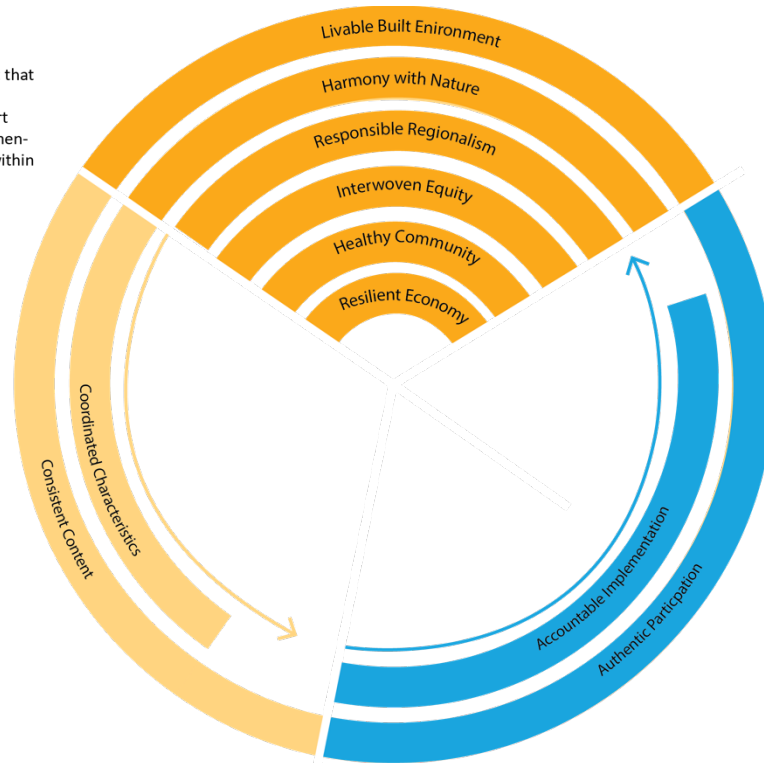 that
rt
nen-
within
Livable Built Enironment
Harmony with Nature
Responsible Regionalism
Interwoven Equity
Healthy Community
Resilient Economy
Coordinated Characteristics
Consistent Content
Accountable Implementation
Authentic Particpation